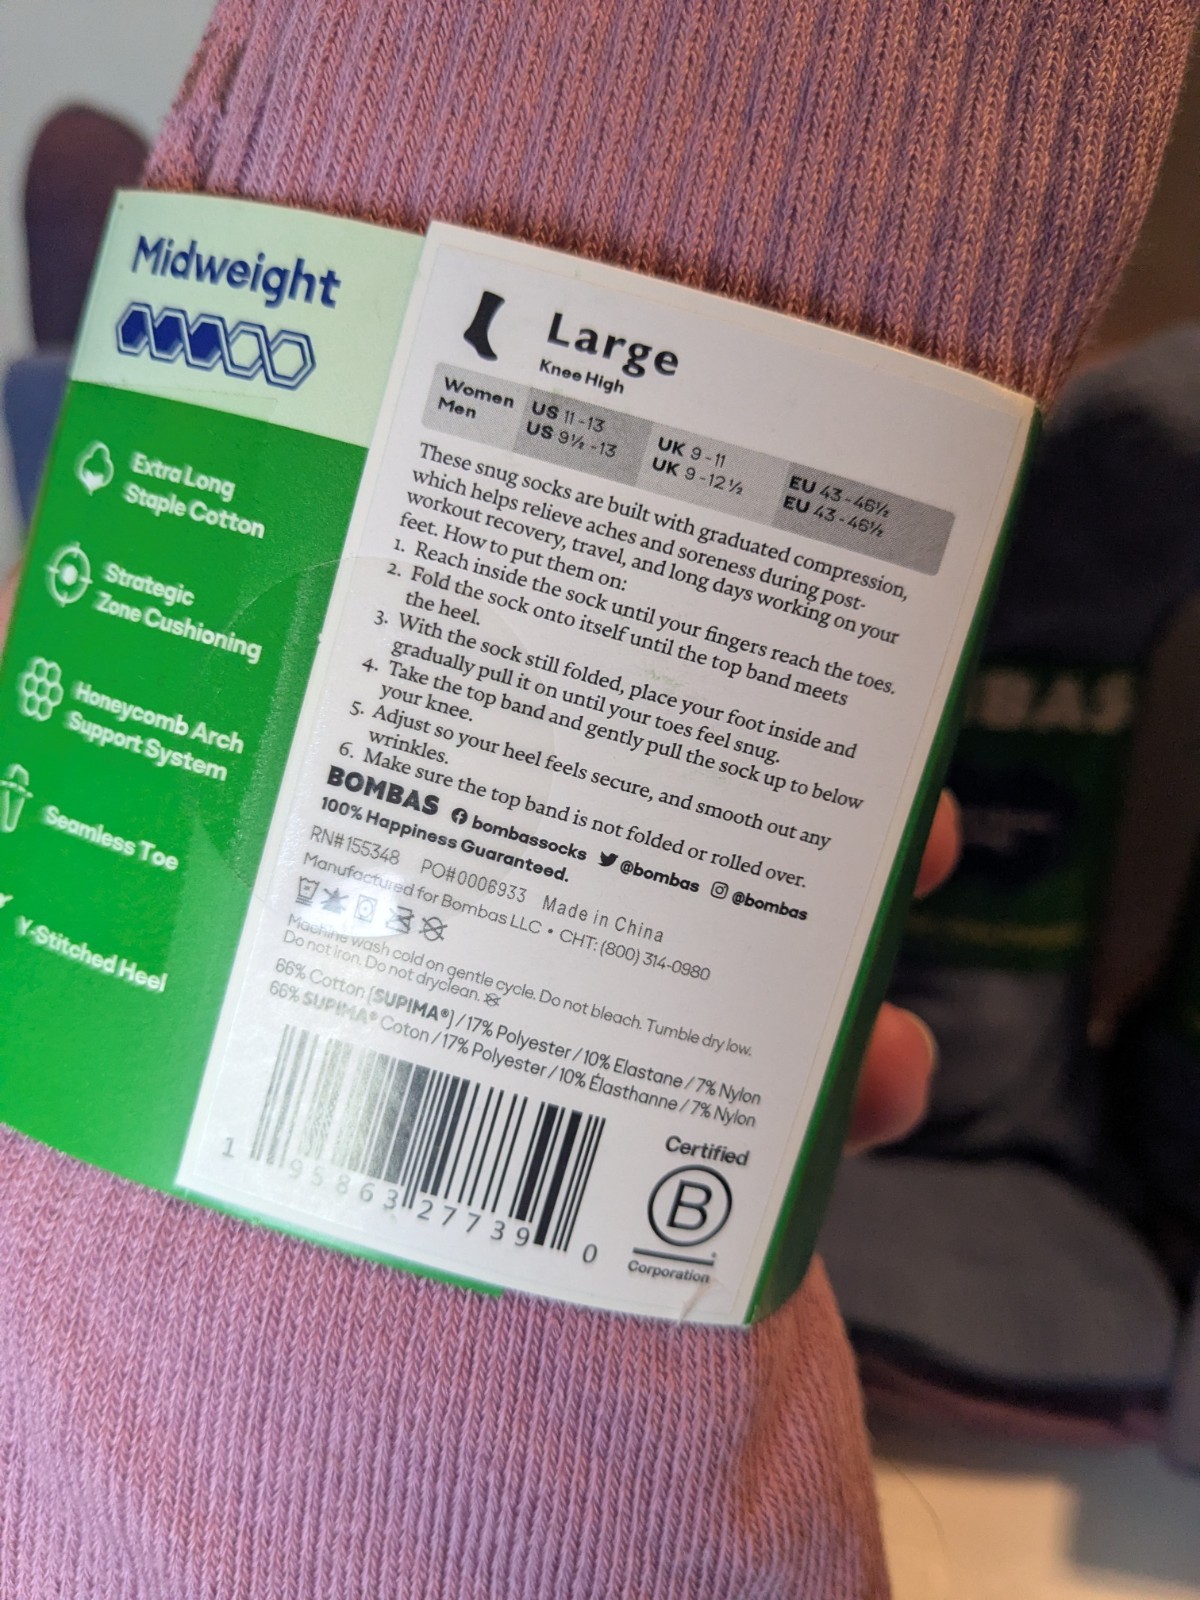 Midweight
Extra Long
Staple Cotton
Strategic
Zone Cushioning
Honeycomb Arch
Support System
Seamless Toe
Y-Stitched Heel
Large
Knee High
Women US 11-13 UK 9-11 EU 43-46½
Men US 9½-13 UK 9-12½ EU 43-46½
These snug socks are built with graduated compression,
which helps relieve aches and soreness during post-
workout recovery, travel, and long days working on your
feet. How to put them on:
1. Reach inside the sock until your fingers reach the toes.
2. Fold the sock onto itself until the top band meets
the heel.
3. With the sock still folded, place your foot inside and
gradually pull it on until your toes feel snug.
4. Take the top band and gently pull the sock up to below
your knee.
5. Adjust so your heel feels secure, and smooth out any
wrinkles.
6. Make sure the top band is not folded or rolled over.
BOMBAS bombassocks @bombas @bombas
100% Happiness Guaranteed.
RN#155348 PO#0006933 Made in China
Manufactured for Bombas LLC • CHT: (800) 314-0980
Machine wash cold on gentle cycle. Do not bleach. Tumble dry low.
Do not iron. Do not dryclean.
66% Cotton (SUPIMA®) / 17% Polyester / 10% Elastane / 7% Nylon
66% SUPIMA® Coton / 17% Polyester / 10% Élasthanne / 7% Nylon
1 95863 27739 0
Certified
B
Corporation
BAS